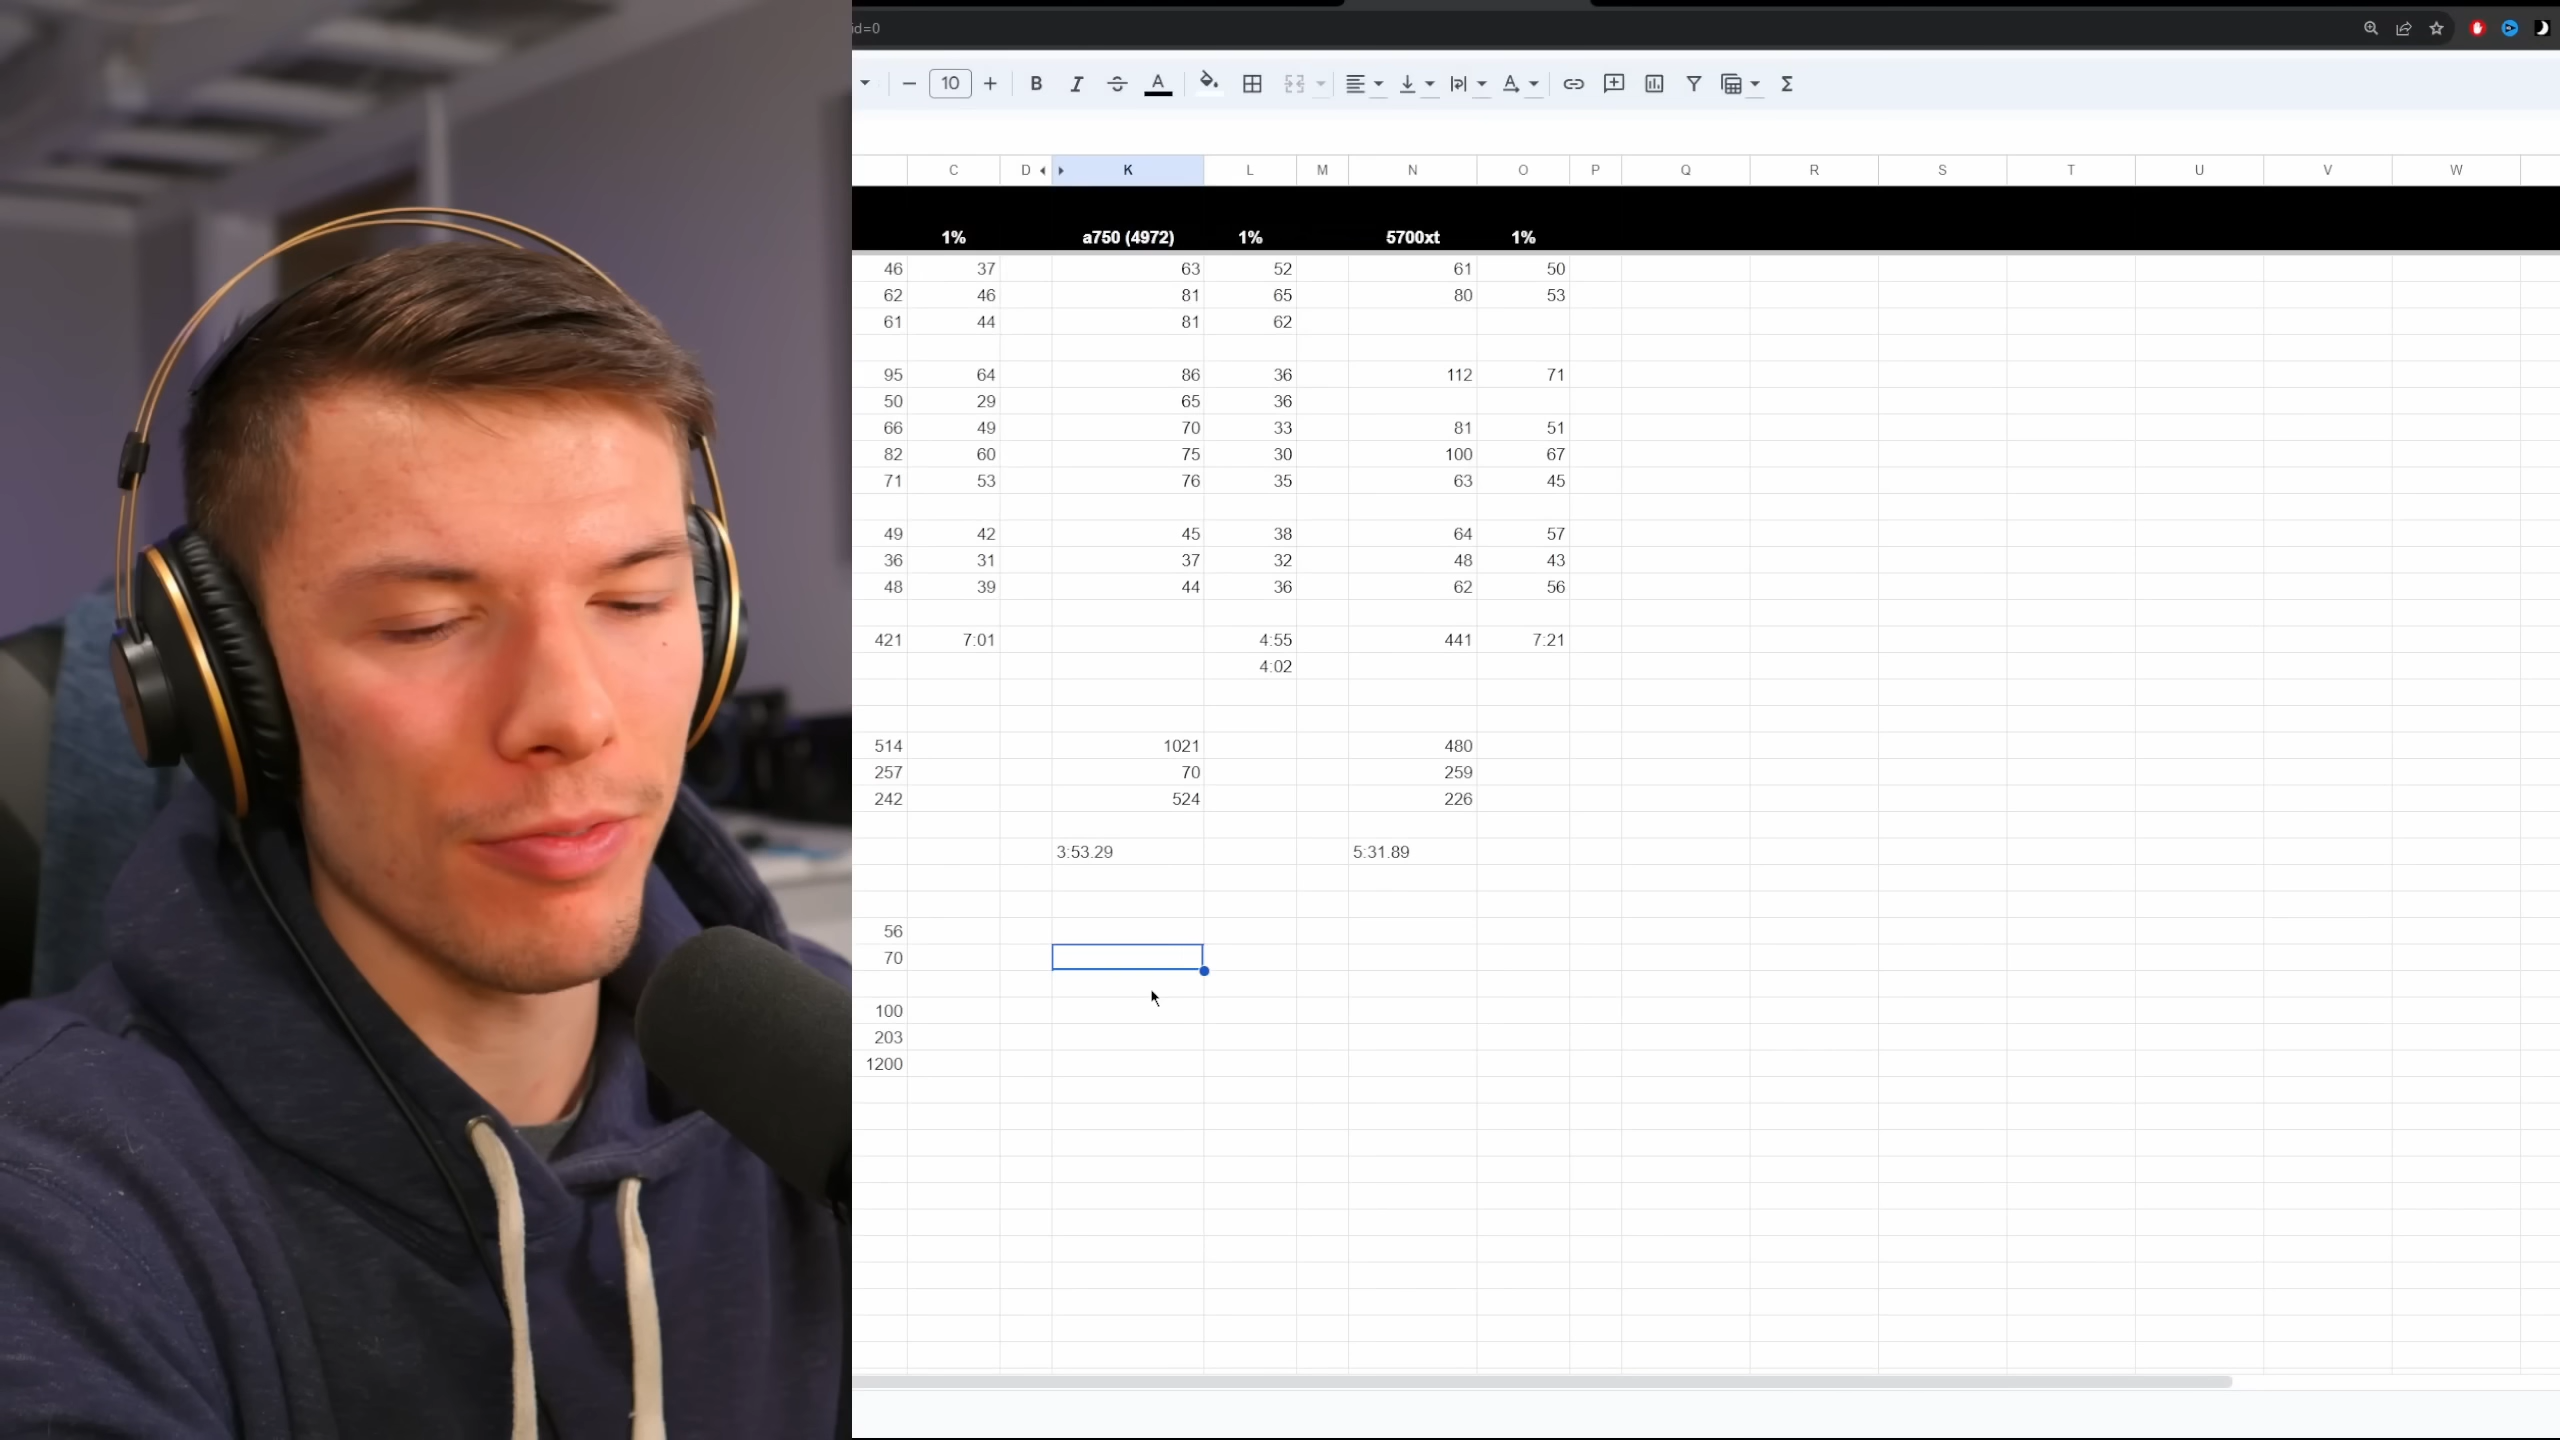 id=0
10 B I S A A Σ
C D K L M N O P Q R S T U V W
1% a750 (4972) 1% 5700xt 1%
46 37 63 52 61 50
62 46 81 65 80 53
61 44 81 62
95 64 86 36 112 71
50 29 65 36
66 49 70 33 81 51
82 60 75 30 100 67
71 53 76 35 63 45
49 42 45 38 64 57
36 31 37 32 48 43
48 39 44 36 62 56
421 7:01 4:55 441 7:21
4:02
514 1021 480
257 70 259
242 524 226
3:53.29 5:31.89
56
70
100
203
1200